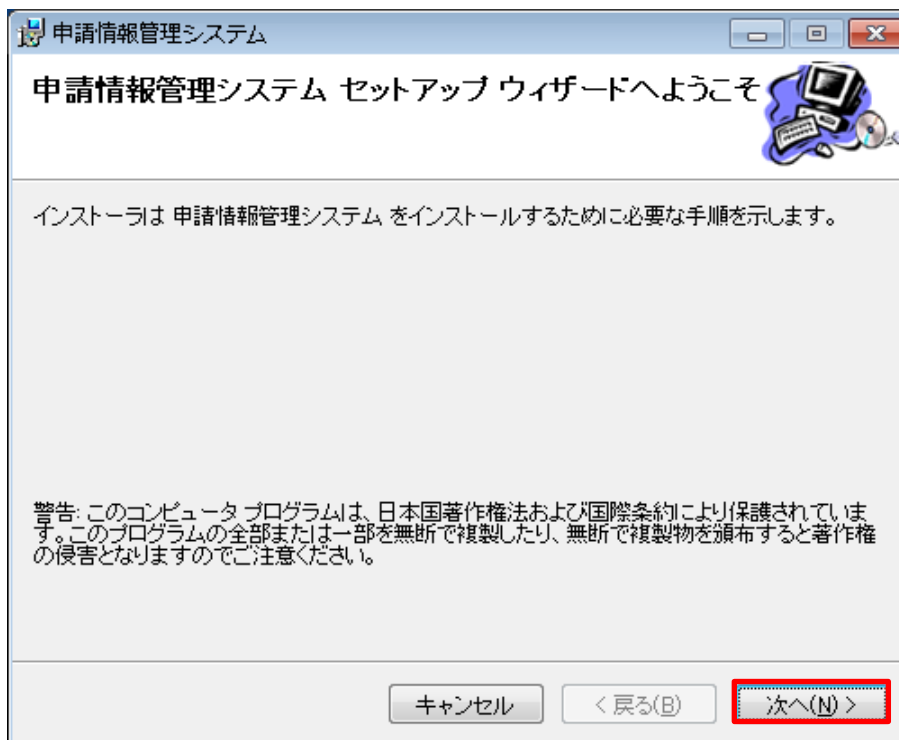 申請情報管理システム
申請情報管理システム セットアップ ウィザードへようこそ
インストーラは 申請情報管理システム をインストールするために必要な手順を示します。
警告: このコンピュータ プログラムは、日本国著作権法および国際条約により保護されていま
す。このプログラムの全部または一部を無断で複製したり、無断で複製物を頒布すると著作権
の侵害となりますのでご注意ください。
キャンセル
< 戻る(B)
次へ(N) >